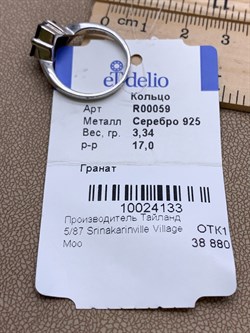 el delio
Кольцо
Арт R00059
Металл Серебро 925
Вес, гр. 3,34
р-р 17,0
Гранат
10024133
Производитель Тайланд
5/87 Srinakarinville Village
Moo
ОТК1
38 880